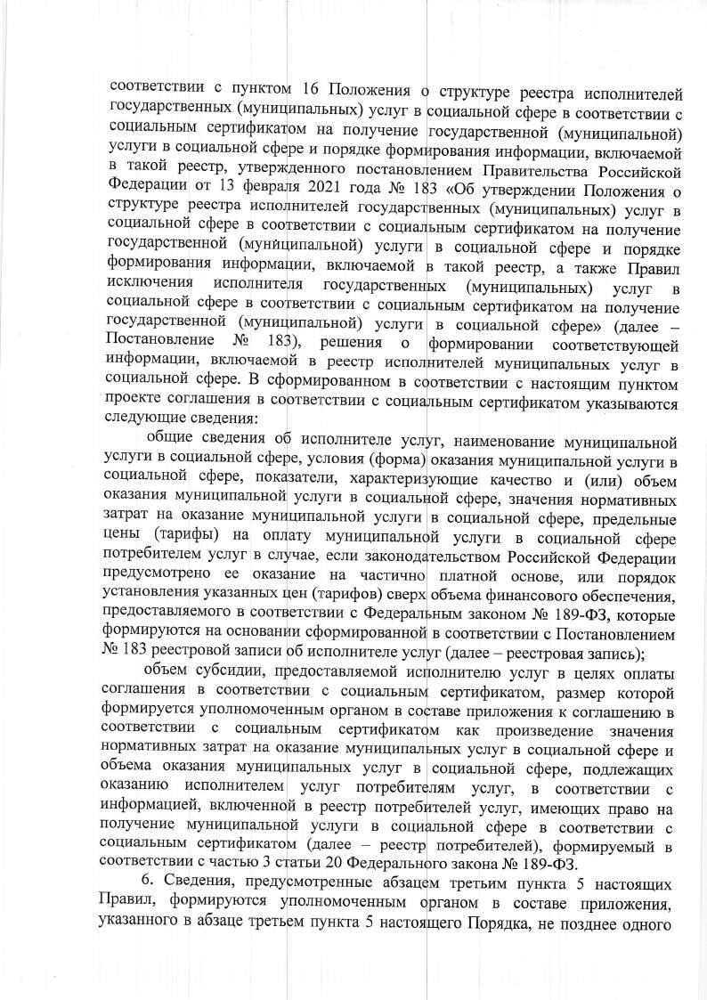 соответствии с пунктом 16 Положения о структуре реестра исполнителей
государственных (муниципальных) услуг в социальной сфере в соответствии с
социальным сертификатом на получение государственной (муниципальной)
услуги в социальной сфере и порядке формирования информации, включаемой
в такой реестр, утвержденного постановлением Правительства Российской
Федерации от 13 февраля 2021 года № 183 «Об утверждении Положения о
структуре реестра исполнителей государственных (муниципальных) услуг в
социальной сфере в соответствии с социальным сертификатом на получение
государственной (муниципальной) услуги в социальной сфере и порядке
формирования информации, включаемой в такой реестр, а также Правил
исключения исполнителя государственных (муниципальных) услуг в
социальной сфере в соответствии с социальным сертификатом на получение
государственной (муниципальной) услуги в социальной сфере» (далее –
Постановление № 183), решения о формировании соответствующей
информации, включаемой в реестр исполнителей муниципальных услуг в
социальной сфере. В сформированном в соответствии с настоящим пунктом
проекте соглашения в соответствии с социальным сертификатом указываются
следующие сведения:
общие сведения об исполнителе услуг, наименование муниципальной
услуги в социальной сфере, условия (форма) оказания муниципальной услуги в
социальной сфере, показатели, характеризующие качество и (или) объем
оказания муниципальной услуги в социальной сфере, значения нормативных
затрат на оказание муниципальной услуги в социальной сфере, предельные
цены (тарифы) на оплату муниципальной услуги в социальной сфере
потребителем услуг в случае, если законодательством Российской Федерации
предусмотрено ее оказание на частично платной основе, или порядок
установления указанных цен (тарифов) сверх объема финансового обеспечения,
предоставляемого в соответствии с Федеральным законом № 189-ФЗ, которые
формируются на основании сформированной в соответствии с Постановлением
№ 183 реестровой записи об исполнителе услуг (далее – реестровая запись);
объем субсидии, предоставляемой исполнителю услуг в целях оплаты
соглашения в соответствии с социальным сертификатом, размер которой
формируется уполномоченным органом в составе приложения к соглашению в
соответствии с социальным сертификатом как произведение значения
нормативных затрат на оказание муниципальных услуг в социальной сфере и
объема оказания муниципальных услуг в социальной сфере, подлежащих
оказанию исполнителем услуг потребителям услуг, в соответствии с
информацией, включенной в реестр потребителей услуг, имеющих право на
получение муниципальной услуги в социальной сфере в соответствии с
социальным сертификатом (далее – реестр потребителей), формируемый в
соответствии с частью 3 статьи 20 Федерального закона № 189-ФЗ.
6. Сведения, предусмотренные абзацем третьим пункта 5 настоящих
Правил, формируются уполномоченным органом в составе приложения,
указанного в абзаце третьем пункта 5 настоящего Порядка, не позднее одного